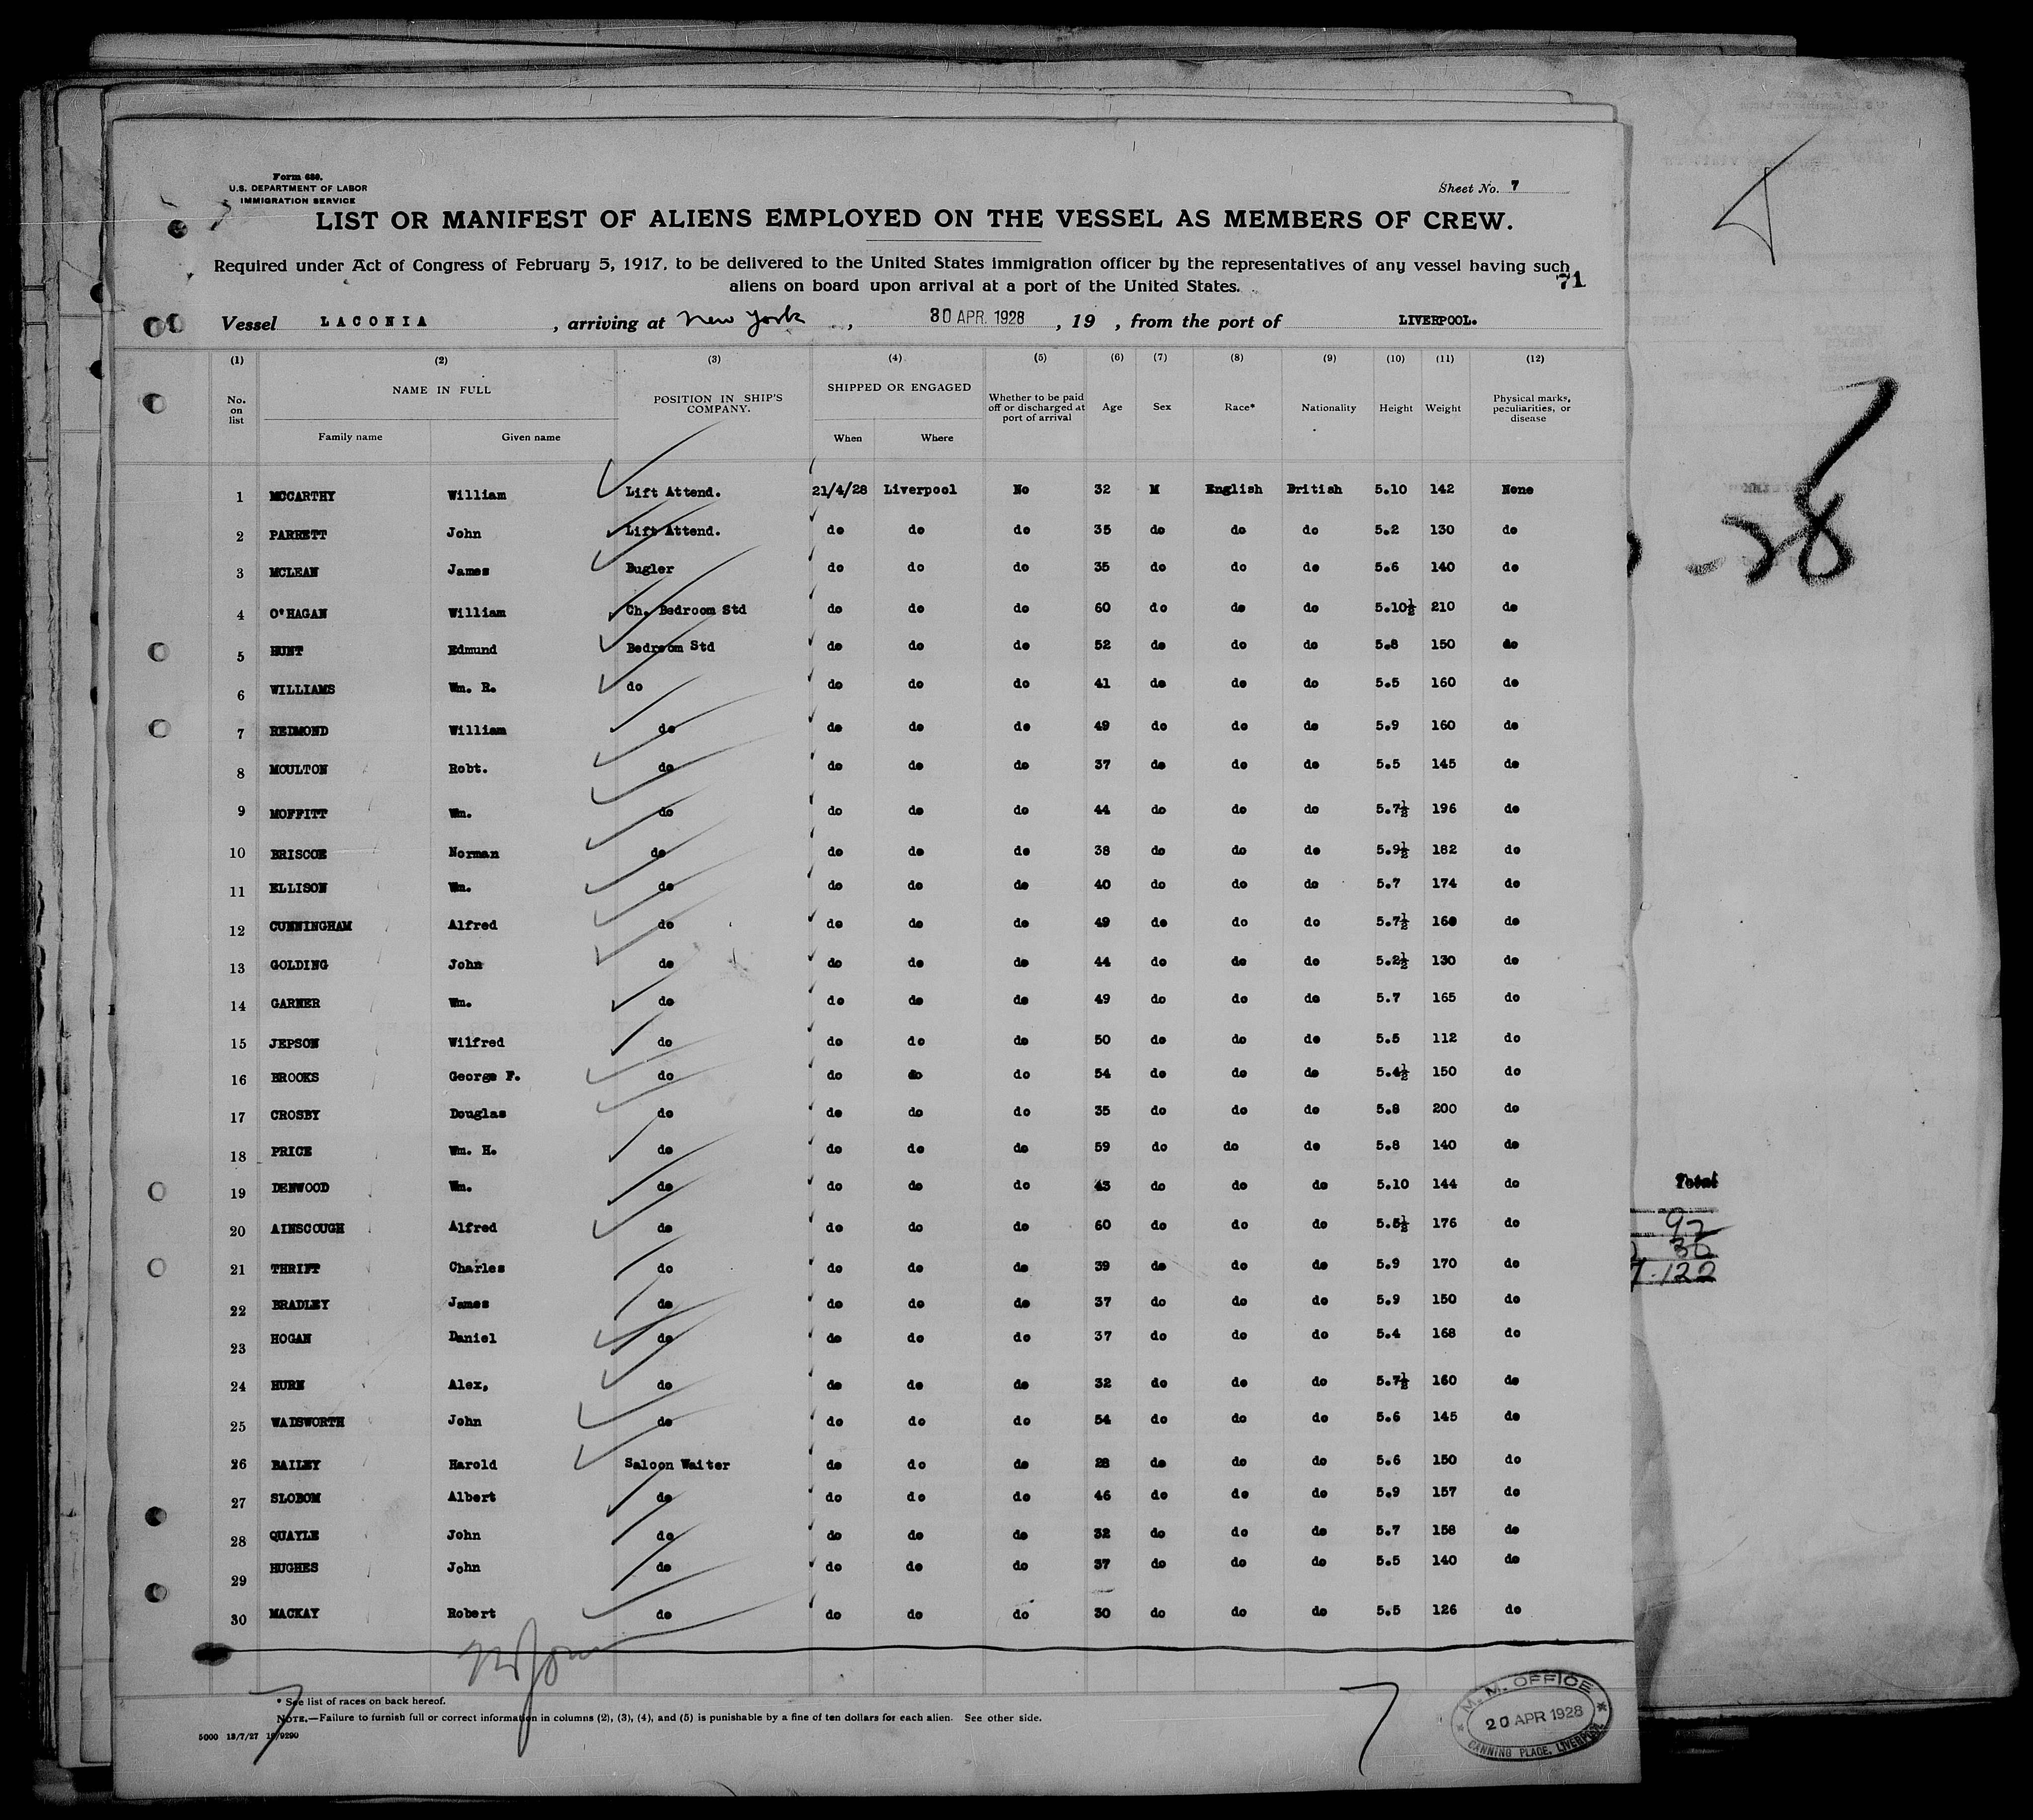 Form 689.
U.S. DEPARTMENT OF LABOR
IMMIGRATION SERVICE
Sheet No. 7
LIST OR MANIFEST OF ALIENS EMPLOYED ON THE VESSEL AS MEMBERS OF CREW.
Required under Act of Congress of February 5, 1917, to be delivered to the United States immigration officer by the representatives of any vessel having such
aliens on board upon arrival at a port of the United States.
71
Vessel LACONIA , arriving at New York , 30 APR. 1928 , 19 , from the port of LIVERPOOL.
(1) (2) (3) (4) (5) (6) (7) (8) (9) (10) (11) (12)
No. on list NAME IN FULL Family name Given name POSITION IN SHIP'S COMPANY. SHIPPED OR ENGAGED When Where Whether to be paid off or discharged at port of arrival Age Sex Race* Nationality Height Weight Physical marks, peculiarities, or disease
1 MCCARTHY William Lift Attend. 21/4/28 Liverpool No 32 M English British 5.10 142 None
2 PARRETT John Lift Attend. do do do 35 do do do 5.2 130 do
3 MCLEAN James Bugler do do do 35 do do do 5.6 140 do
4 O'HAGAN William Ch. Bedroom Std do do do 60 do do do 5.10½ 210 do
5 HUNT Edmund Bedroom Std do do do 52 do do do 5.8 150 do
6 WILLIAMS Wm. R. do do do do 41 do do do 5.5 160 do
7 REDMOND William do do do do 49 do do do 5.9 160 do
8 MOULTON Robt. do do do do 37 do do do 5.5 145 do
9 MOFFITT Wm. do do do do 44 do do do 5.7½ 196 do
10 BRISCOE Norman do do do do 38 do do do 5.9½ 182 do
11 ELLISON Wm. do do do do 40 do do do 5.7 174 do
12 CUNNINGHAM Alfred do do do do 49 do do do 5.7½ 160 do
13 GOLDING John do do do do 44 do do do 5.2½ 130 do
14 GARNER Wm. do do do do 49 do do do 5.7 165 do
15 JEPSON Wilfred do do do do 50 do do do 5.5 112 do
16 BROOKS George F. do do do do 54 do do do 5.4½ 150 do
17 CROSBY Douglas do do do do 35 do do do 5.8 200 do
18 PRICE Wm. H. do do do do 59 do do do 5.8 140 do
19 DENWOOD Wm. do do do do 43 do do do 5.10 144 do
20 AINSCOUGH Alfred do do do do 60 do do do 5.5½ 176 do
21 THRIFT Charles do do do do 39 do do do 5.9 170 do
22 BRADLEY James do do do do 37 do do do 5.9 150 do
23 HOGAN Daniel do do do do 37 do do do 5.4 168 do
24 HURN Alex, do do do do 32 do do do 5.7½ 160 do
25 WADSWORTH John do do do do 54 do do do 5.6 145 do
26 BAILEY Harold Saloon Waiter do do do 28 do do do 5.6 150 do
27 SLOBOM Albert do do do do 46 do do do 5.9 157 do
28 QUAYLE John do do do do 32 do do do 5.7 158 do
29 HUGHES John do do do do 37 do do do 5.5 140 do
30 MACKAY Robert do do do do 30 do do do 5.5 126 do
* See list of races on back hereof.
NOTE.—Failure to furnish full or correct information in columns (2), (3), (4), and (5) is punishable by a fine of ten dollars for each alien. See other side.
7 7
M. M. OFFICE
20 APR 1928
CANNING PLACE, LIVERPOOL
Total
92
30
122